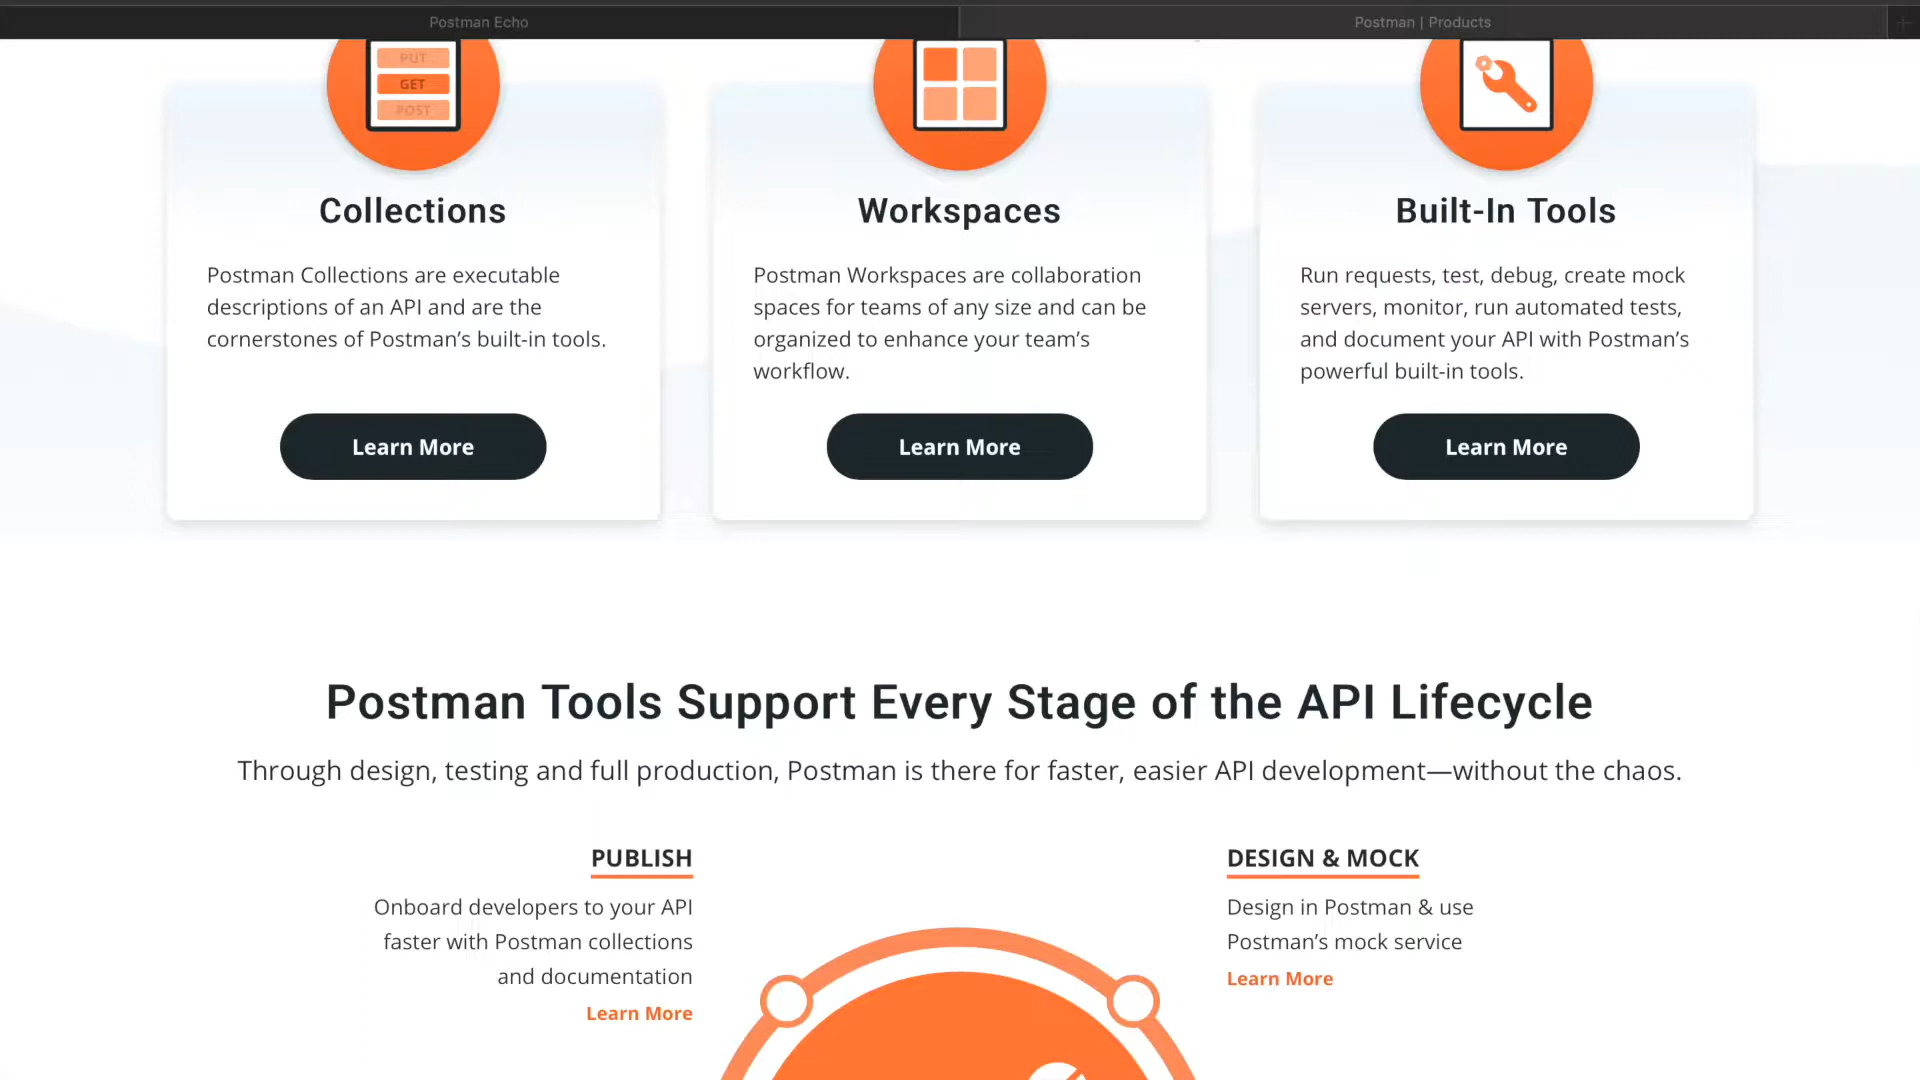 Postman Echo
Postman | Products
PUT
GET
POST
Collections
Postman Collections are executable
descriptions of an API and are the
cornerstones of Postman’s built-in tools.
Learn More
Workspaces
Postman Workspaces are collaboration
spaces for teams of any size and can be
organized to enhance your team’s
workflow.
Learn More
Built-In Tools
Run requests, test, debug, create mock
servers, monitor, run automated tests,
and document your API with Postman’s
powerful built-in tools.
Learn More
Postman Tools Support Every Stage of the API Lifecycle
Through design, testing and full production, Postman is there for faster, easier API development—without the chaos.
PUBLISH
Onboard developers to your API
faster with Postman collections
and documentation
Learn More
DESIGN & MOCK
Design in Postman & use
Postman’s mock service
Learn More